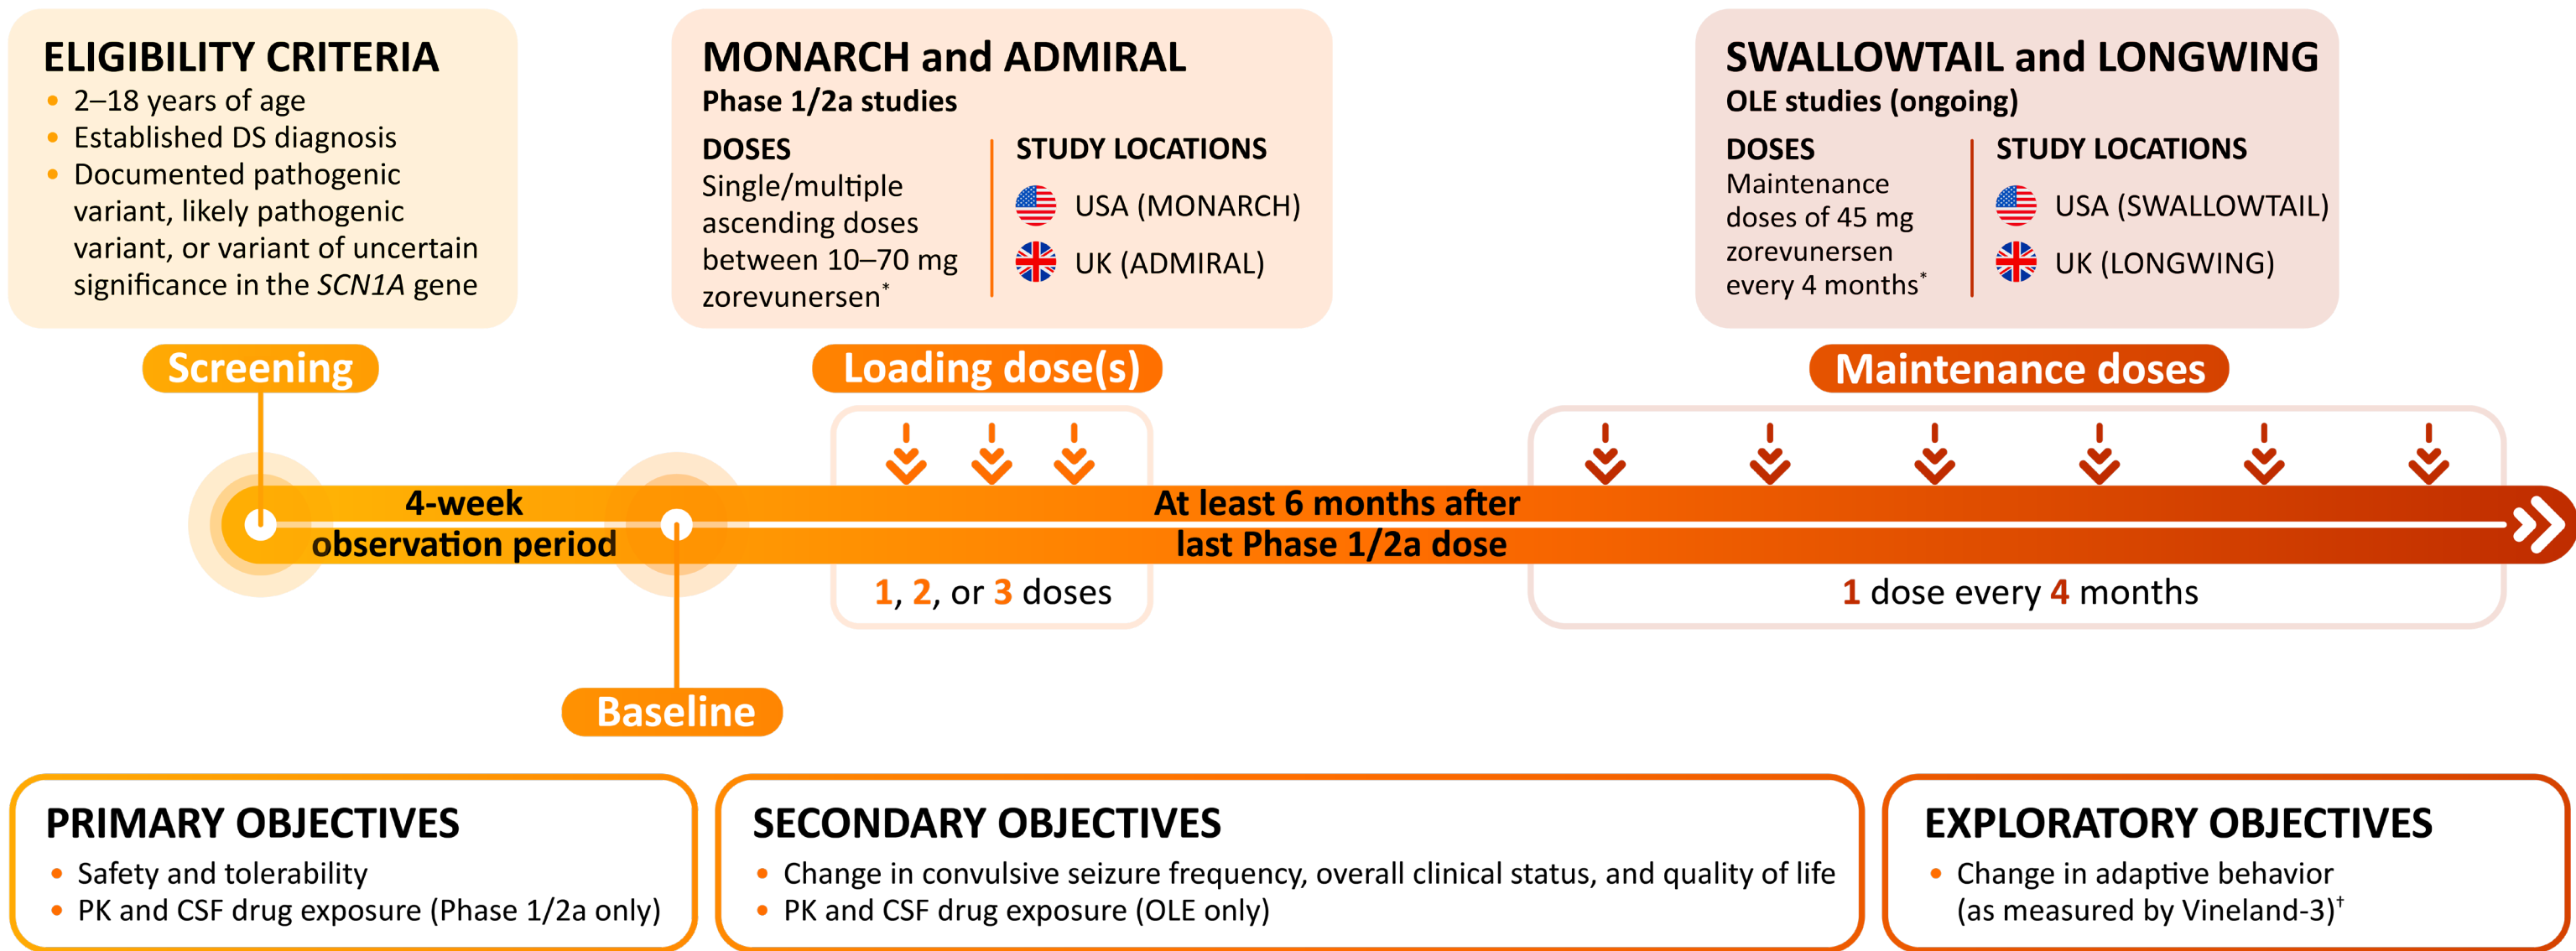 ELIGIBILITY CRITERIA
• 2–18 years of age
• Established DS diagnosis
• Documented pathogenic
variant, likely pathogenic
variant, or variant of uncertain
significance in the SCN1A gene
MONARCH and ADMIRAL
Phase 1/2a studies
DOSES
Single/multiple
ascending doses
between 10–70 mg
zorevunersen*
STUDY LOCATIONS
USA (MONARCH)
UK (ADMIRAL)
SWALLOWTAIL and LONGWING
OLE studies (ongoing)
DOSES
Maintenance
doses of 45 mg
zorevunersen
every 4 months*
STUDY LOCATIONS
USA (SWALLOWTAIL)
UK (LONGWING)
Screening
Loading dose(s)
Maintenance doses
4-week
observation period
At least 6 months after
last Phase 1/2a dose
1, 2, or 3 doses
1 dose every 4 months
Baseline
PRIMARY OBJECTIVES
• Safety and tolerability
• PK and CSF drug exposure (Phase 1/2a only)
SECONDARY OBJECTIVES
• Change in convulsive seizure frequency, overall clinical status, and quality of life
• PK and CSF drug exposure (OLE only)
EXPLORATORY OBJECTIVES
• Change in adaptive behavior
(as measured by Vineland-3)†